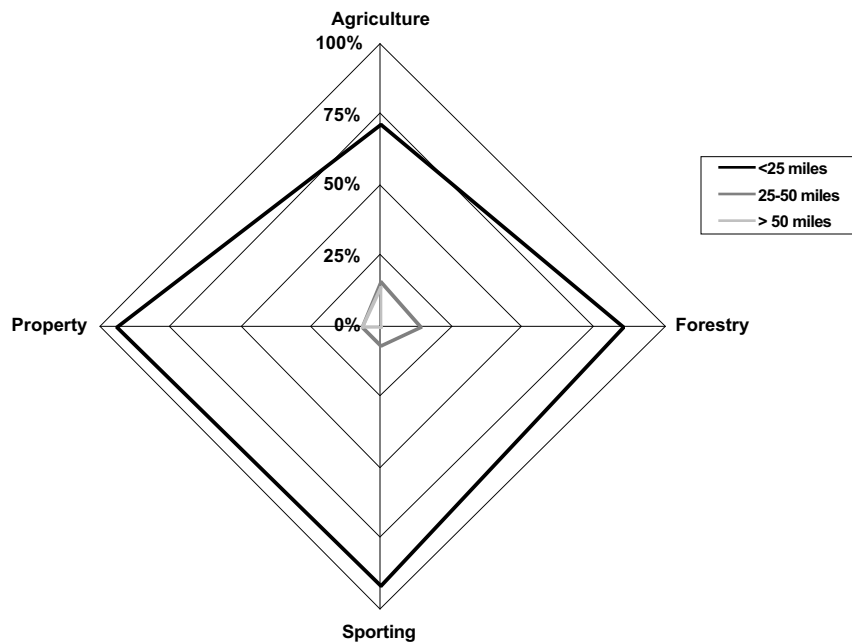 Agriculture
100%
75%
50%
25%
0%
Property
Forestry
Sporting
<25 miles
25-50 miles
> 50 miles